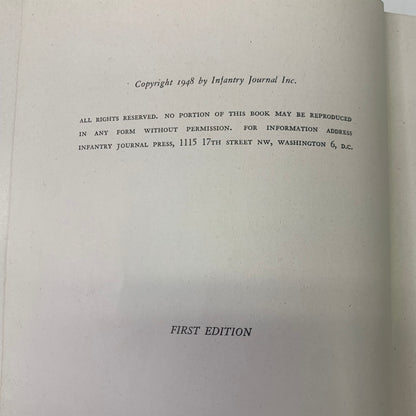 Copyright 1948 by Infantry Journal Inc.
ALL RIGHTS RESERVED. NO PORTION OF THIS BOOK MAY BE REPRODUCED
IN ANY FORM WITHOUT PERMISSION. FOR INFORMATION ADDRESS
INFANTRY JOURNAL PRESS, 1115 17TH STREET NW, WASHINGTON 6, D.C.
FIRST EDITION